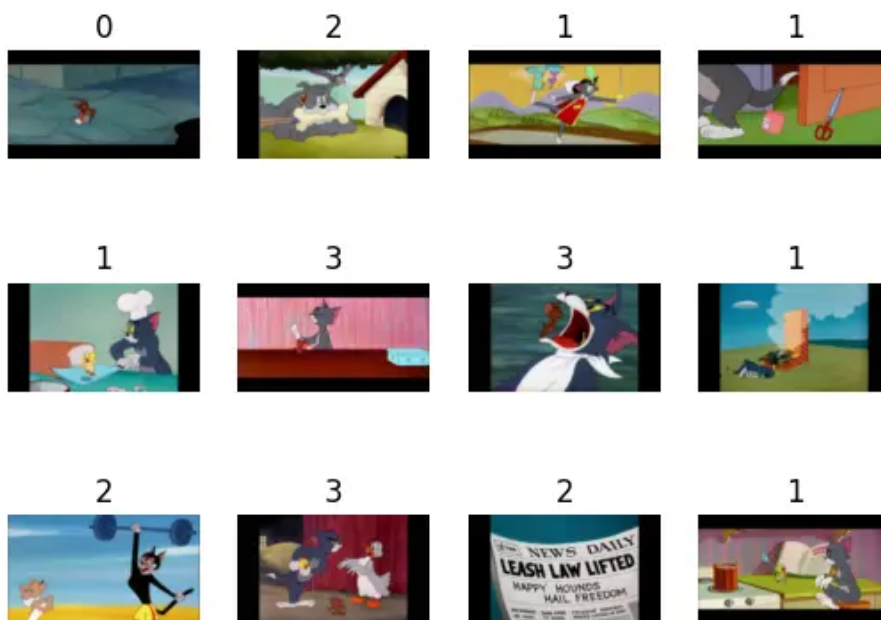 0 2 1 1
1 3 3 1
2 3 2 1
NEWS DAILY
LEASH LAW LIFTED
HAPPY HOUNDS
HAIL FREEDOM